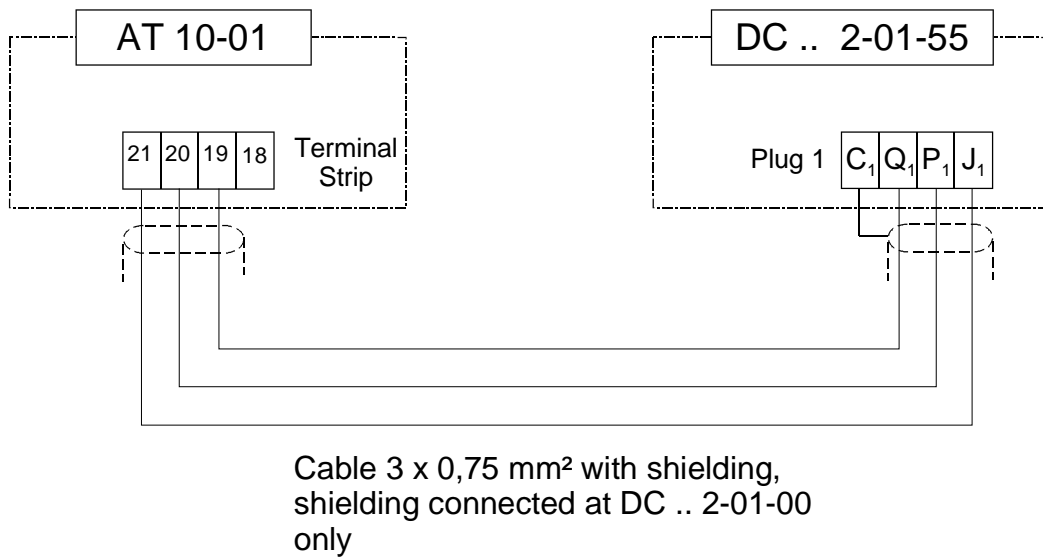 AT 10-01
DC .. 2-01-55
21 20 19 18
Terminal
Strip
Plug 1
C₁ Q₁ P₁ J₁
Cable 3 x 0,75 mm² with shielding,
shielding connected at DC .. 2-01-00
only